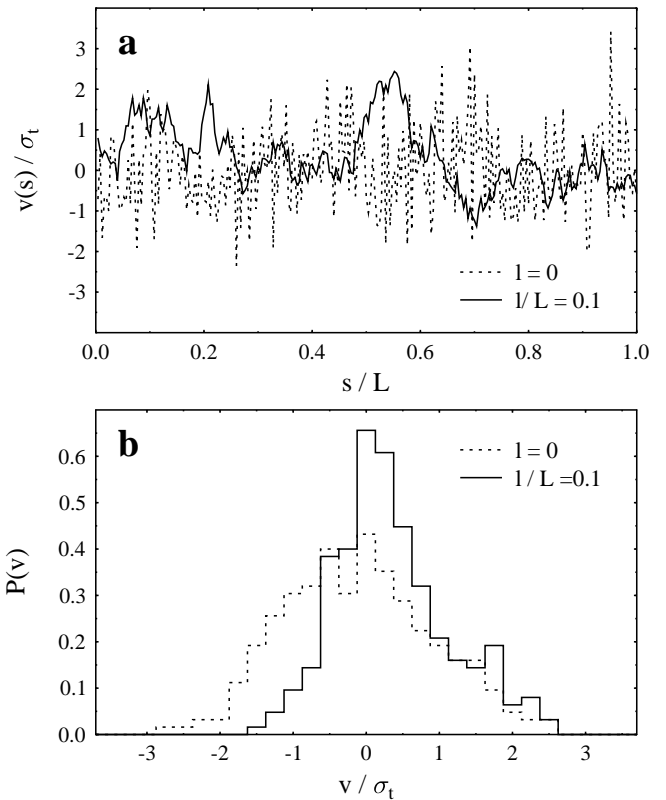 a
3
2
1
0
-1
-2
-3
v(s) / σt
l = 0
l / L = 0.1
0.0 0.2 0.4 0.6 0.8 1.0
s / L
b
0.6
0.5
0.4
0.3
0.2
0.1
0.0
P(v)
l = 0
l / L =0.1
-3 -2 -1 0 1 2 3
v / σt